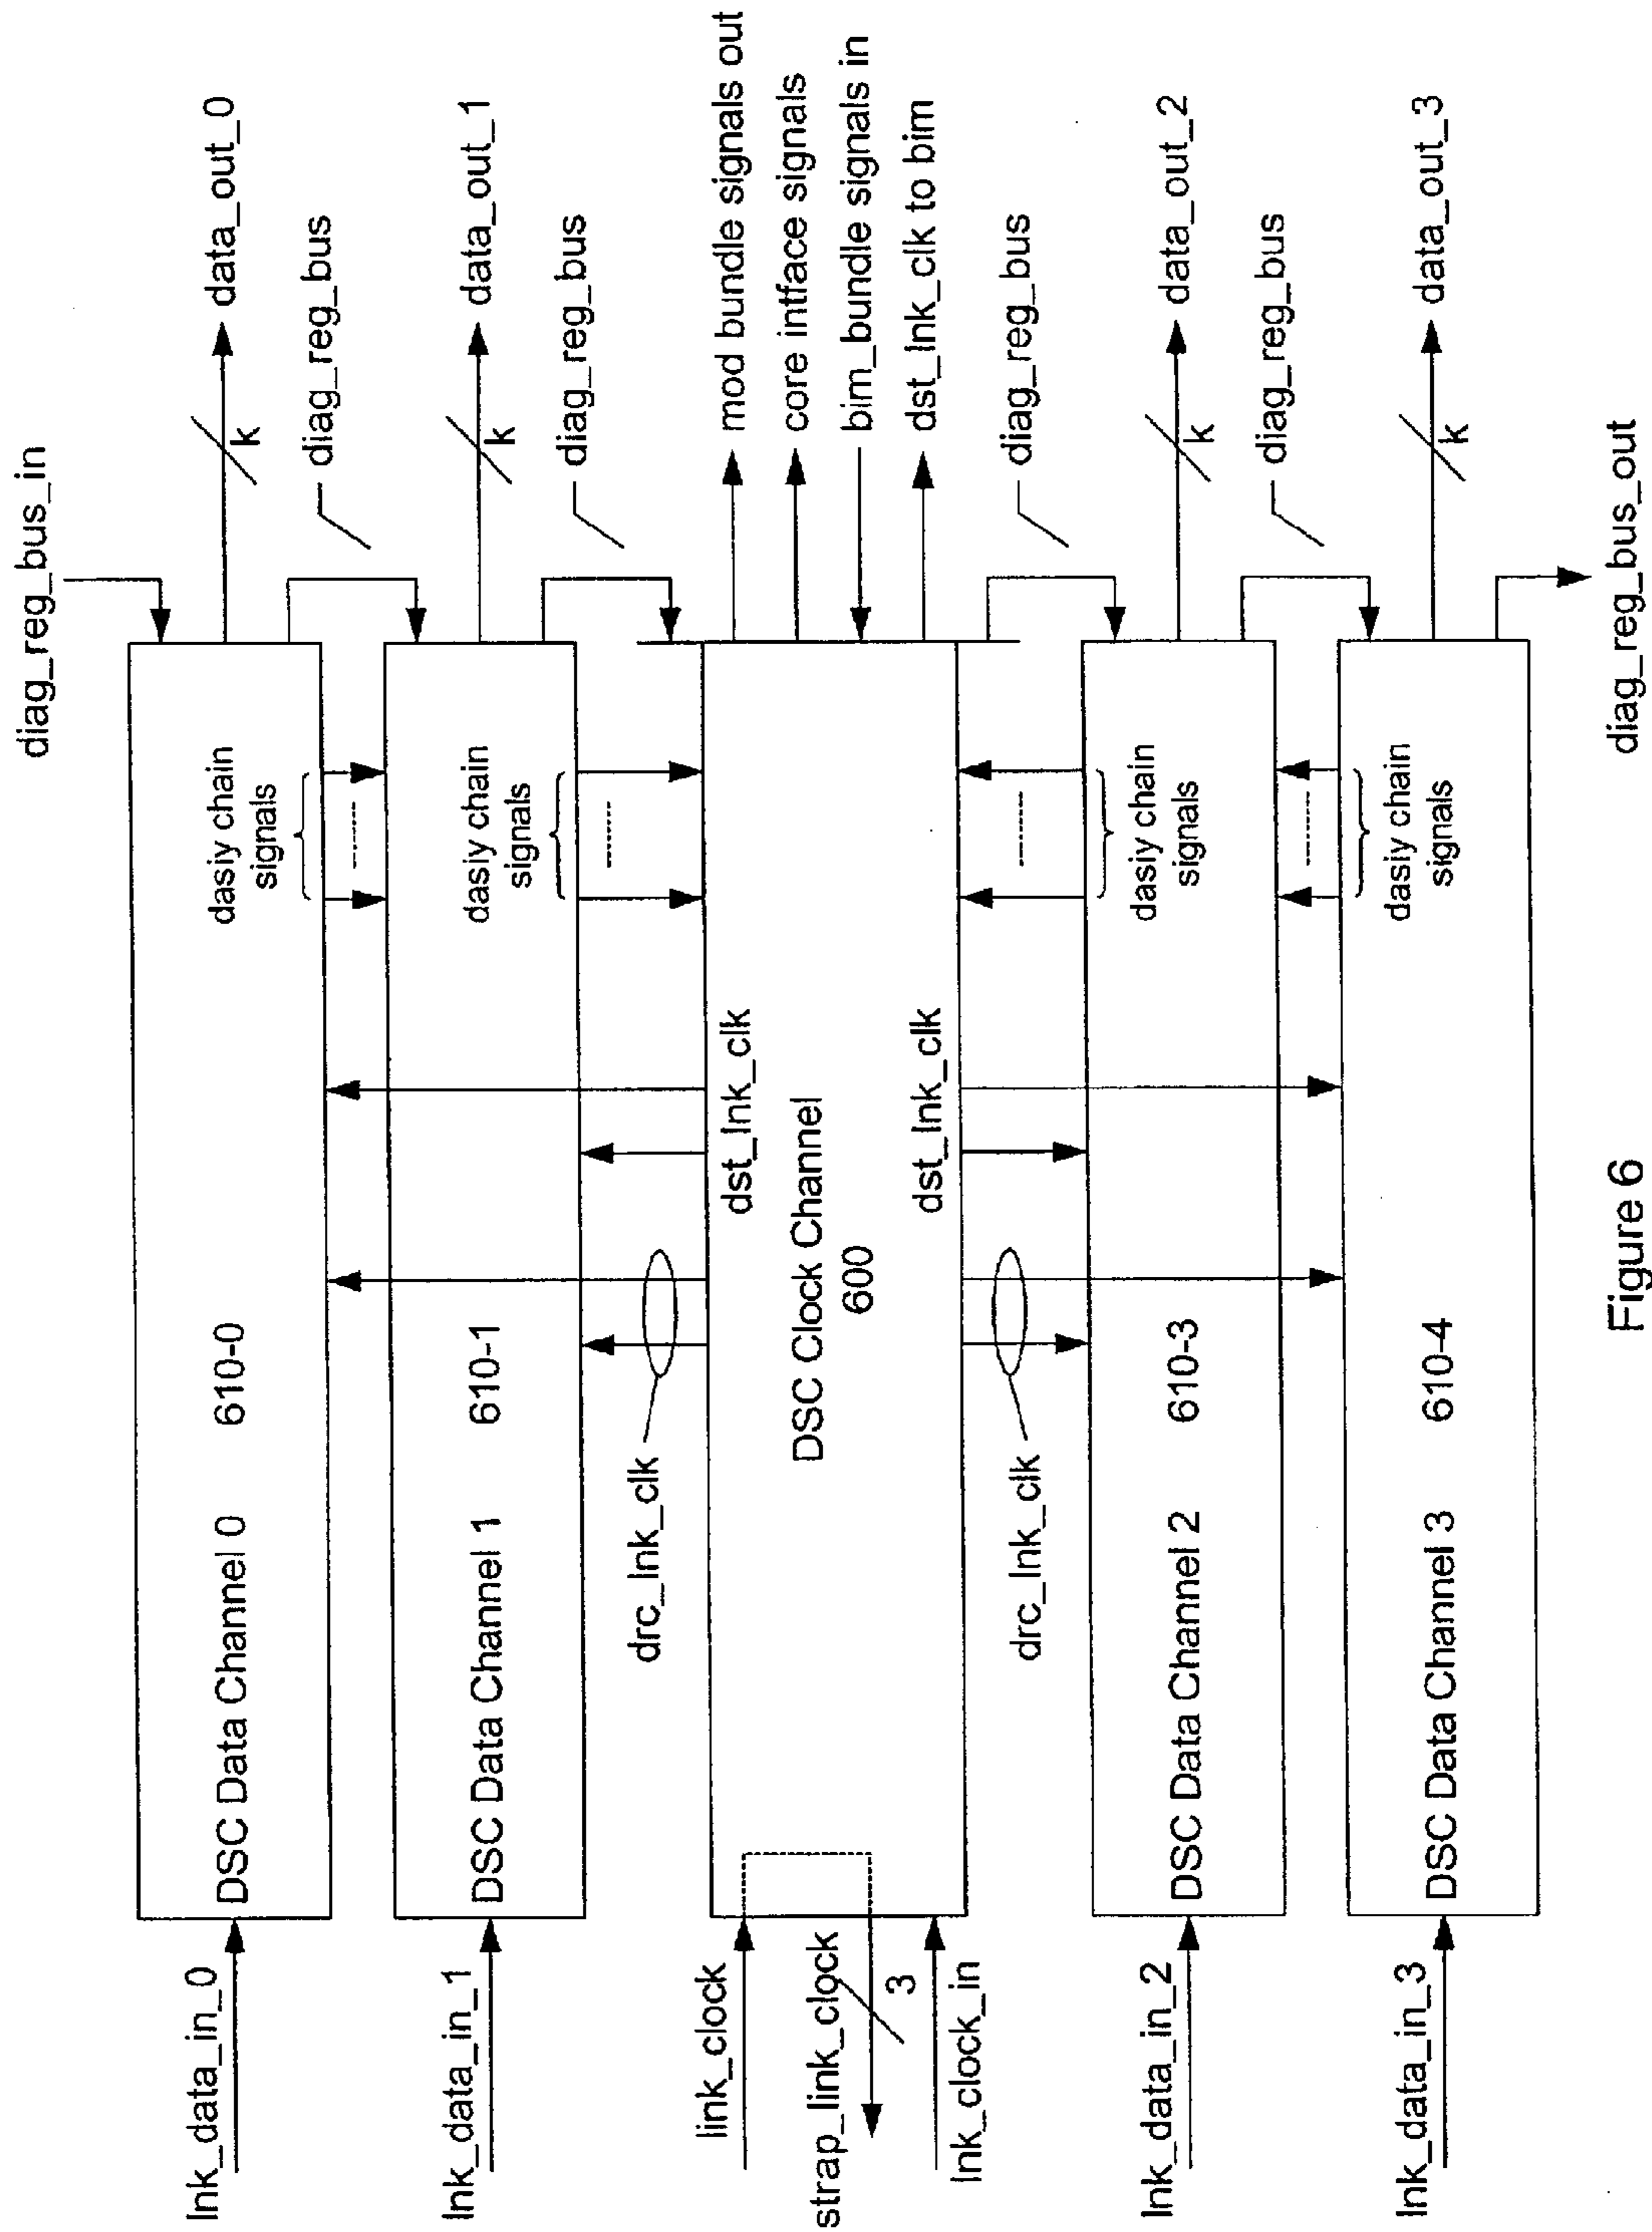 diag_reg_bus_in
lnk_data_in_0
DSC Data Channel 0 610-0
dasiy chain
signals
data_out_0
k
diag_reg_bus
lnk_data_in_1
DSC Data Channel 1 610-1
dasiy chain
signals
data_out_1
k
diag_reg_bus
drc_lnk_clk
dst_lnk_clk
link_clock
strap_link_clock
3
lnk_clock_in
DSC Clock Channel
600
mod bundle signals out
core intface signals
bim_bundle signals in
dst_lnk_clk to bim
dst_lnk_clk
drc_lnk_clk
diag_reg_bus
lnk_data_in_2
DSC Data Channel 2 610-3
dasiy chain
signals
data_out_2
k
diag_reg_bus
lnk_data_in_3
DSC Data Channel 3 610-4
dasiy chain
signals
data_out_3
k
diag_reg_bus_out
Figure 6